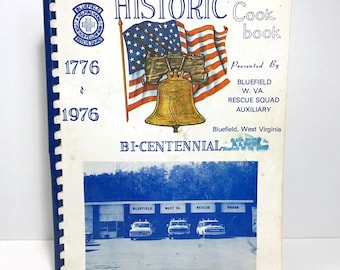 HISTORIC
Cook
book
1776
1976
Presented By
BLUEFIELD
W. VA.
RESCUE SQUAD
AUXILIARY
Bluefield, West Virginia
BI-CENTENNIAL
BLUEFIELD WEST VA. RESCUE SQUAD